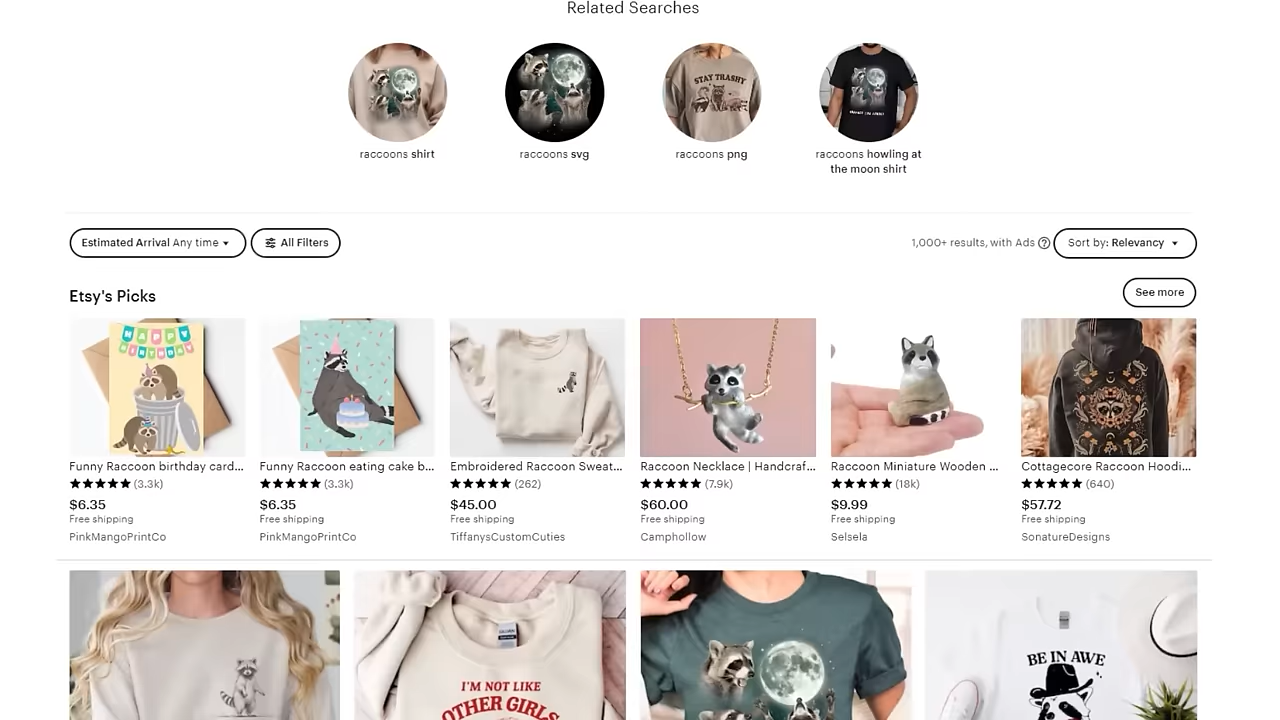 Related Searches
STAY TRASHY
raccoons shirt
raccoons svg
raccoons png
raccoons howling at
the moon shirt
Estimated Arrival Any time
All Filters
1,000+ results, with Ads
Sort by: Relevancy
Etsy's Picks
See more
HAPPY
BIRTHDAY
Funny Raccoon birthday card...
Funny Raccoon eating cake b...
Embroidered Raccoon Sweat...
Raccoon Necklace | Handcraf...
Raccoon Miniature Wooden ...
Cottagecore Raccoon Hoodi...
(3.3k)
(3.3k)
(262)
(7.9k)
(18k)
(640)
$6.35
$6.35
$45.00
$60.00
$9.99
$57.72
Free shipping
Free shipping
Free shipping
Free shipping
Free shipping
Free shipping
PinkMangoPrintCo
PinkMangoPrintCo
TiffanysCustomCuties
Camphollow
Selsela
SonatureDesigns
I'M NOT LIKE
OTHER GIRLS
BE IN AWE